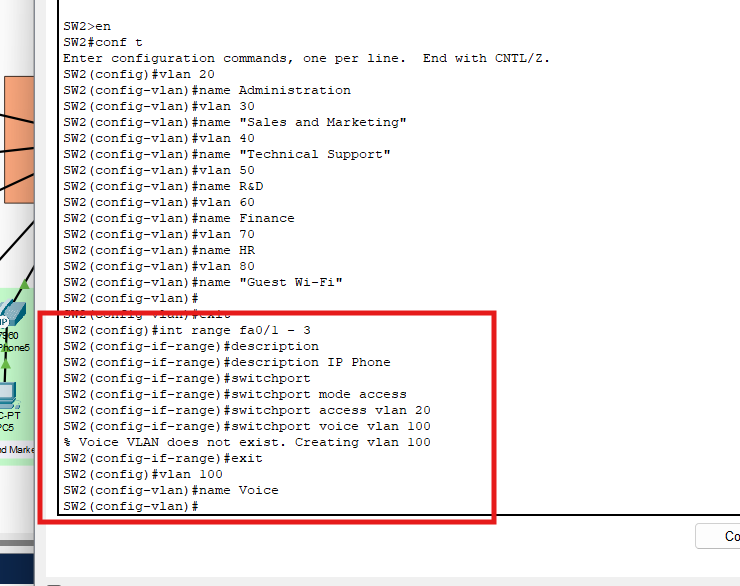 SW2>en
SW2#conf t
Enter configuration commands, one per line.  End with CNTL/Z.
SW2(config)#vlan 20
SW2(config-vlan)#name Administration
SW2(config-vlan)#vlan 30
SW2(config-vlan)#name "Sales and Marketing"
SW2(config-vlan)#vlan 40
SW2(config-vlan)#name "Technical Support"
SW2(config-vlan)#vlan 50
SW2(config-vlan)#name R&D
SW2(config-vlan)#vlan 60
SW2(config-vlan)#name Finance
SW2(config-vlan)#vlan 70
SW2(config-vlan)#name HR
SW2(config-vlan)#vlan 80
SW2(config-vlan)#name "Guest Wi-Fi"
SW2(config-vlan)#
SW2(config-vlan)#exit
SW2(config)#int range fa0/1 - 3
SW2(config-if-range)#description
SW2(config-if-range)#description IP Phone
SW2(config-if-range)#switchport
SW2(config-if-range)#switchport mode access
SW2(config-if-range)#switchport access vlan 20
SW2(config-if-range)#switchport voice vlan 100
% Voice VLAN does not exist. Creating vlan 100
SW2(config-if-range)#exit
SW2(config)#vlan 100
SW2(config-vlan)#name Voice
SW2(config-vlan)#
IP
7960
Phone5
C-PT
PC5
nd Marke
Co